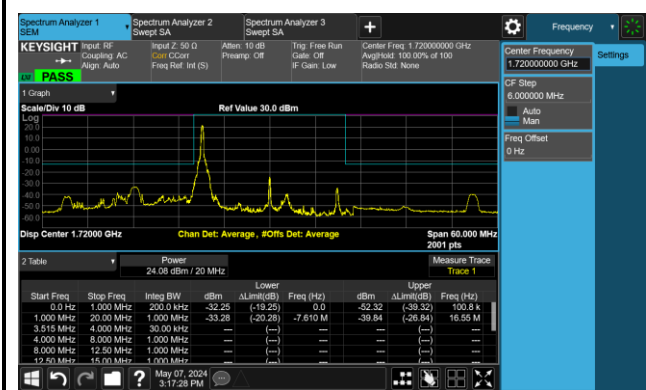 Spectrum Analyzer 1
SEM
Spectrum Analyzer 2
Swept SA
Spectrum Analyzer 3
Swept SA
Frequency
KEYSIGHT
Input: RF
Coupling: AC
Align: Auto
Input Z: 50 Ω
Corr CCorr
Freq Ref: Int (S)
Atten: 10 dB
Preamp: Off
Trig: Free Run
Gate: Off
IF Gain: Low
Center Freq: 1.720000000 GHz
Avg|Hold: 100.00% of 100
Radio Std: None
PASS
Center Frequency
1.720000000 GHz
Settings
CF Step
6.000000 MHz
Auto
Man
Freq Offset
0 Hz
1 Graph
Scale/Div 10 dB
Ref Value 30.0 dBm
Log
20.0
10.0
0.00
-10.0
-20.0
-30.0
-40.0
-50.0
-60.0
Disp Center 1.72000 GHz
Chan Det: Average, #Offs Det: Average
Span 60.000 MHz
2001 pts
2 Table
Power
24.08 dBm / 20 MHz
Measure Trace
Trace 1
Lower Upper
Start Freq Stop Freq Integ BW dBm ΔLimit(dB) Freq (Hz) dBm ΔLimit(dB) Freq (Hz)
0.0 Hz 1.000 MHz 200.0 kHz -32.25 (-19.25) 0.0 -52.32 (-39.32) 100.8 k
1.000 MHz 20.00 MHz 1.000 MHz -33.28 (-20.28) -7.610 M -39.84 (-26.84) 16.55 M
3.515 MHz 4.000 MHz 30.00 kHz --- (---) --- (---)
4.000 MHz 8.000 MHz 1.000 MHz --- (---) --- (---)
8.000 MHz 12.50 MHz 1.000 MHz --- (---) --- (---)
12.50 MHz 15.00 MHz 1.000 MHz --- (---) --- (---)
?
May 07, 2024
3:17:28 PM